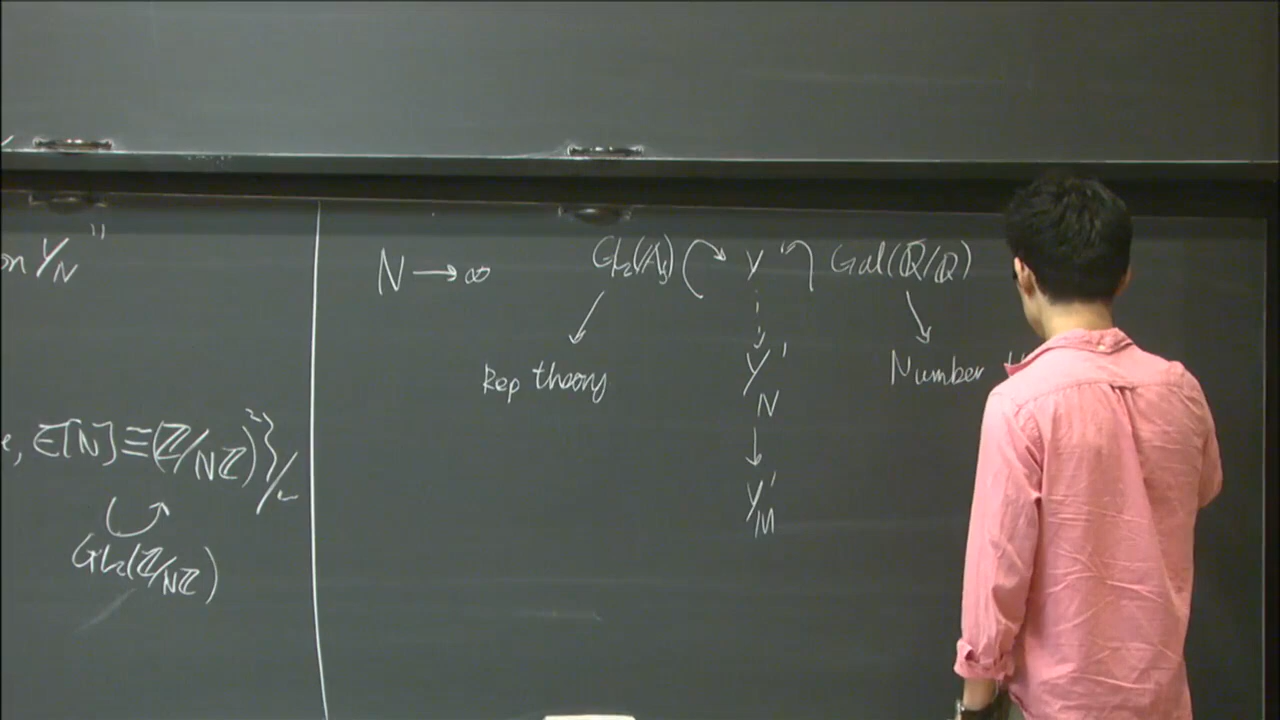 on Y_N"
E[N] ≅ (ℤ/Nℤ)²}/~
GL₂(ℤ/Nℤ)
N → ∞
GL₂(𝔸_f) Y' Gal(ℚ̄/ℚ)
Rep theory Number
Y'_N
Y'_M